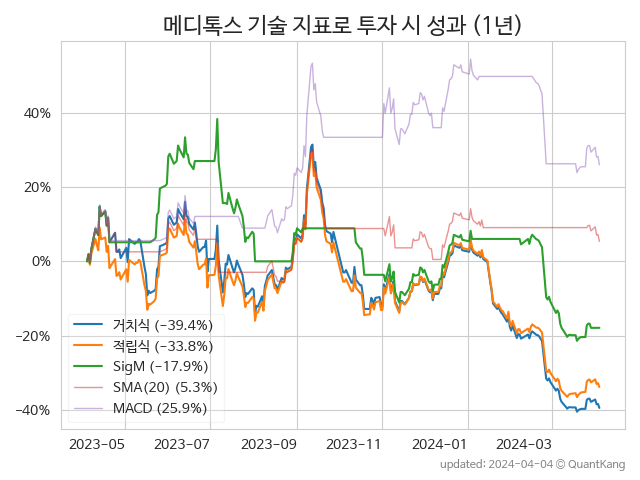 메디톡스 기술 지표로 투자 시 성과 (1년)
40%
20%
0%
−20%
−40%
거치식 (−39.4%)
적립식 (−33.8%)
SigM (−17.9%)
SMA(20) (5.3%)
MACD (25.9%)
2023-05 2023-07 2023-09 2023-11 2024-01 2024-03
updated: 2024-04-04 @ QuantKang